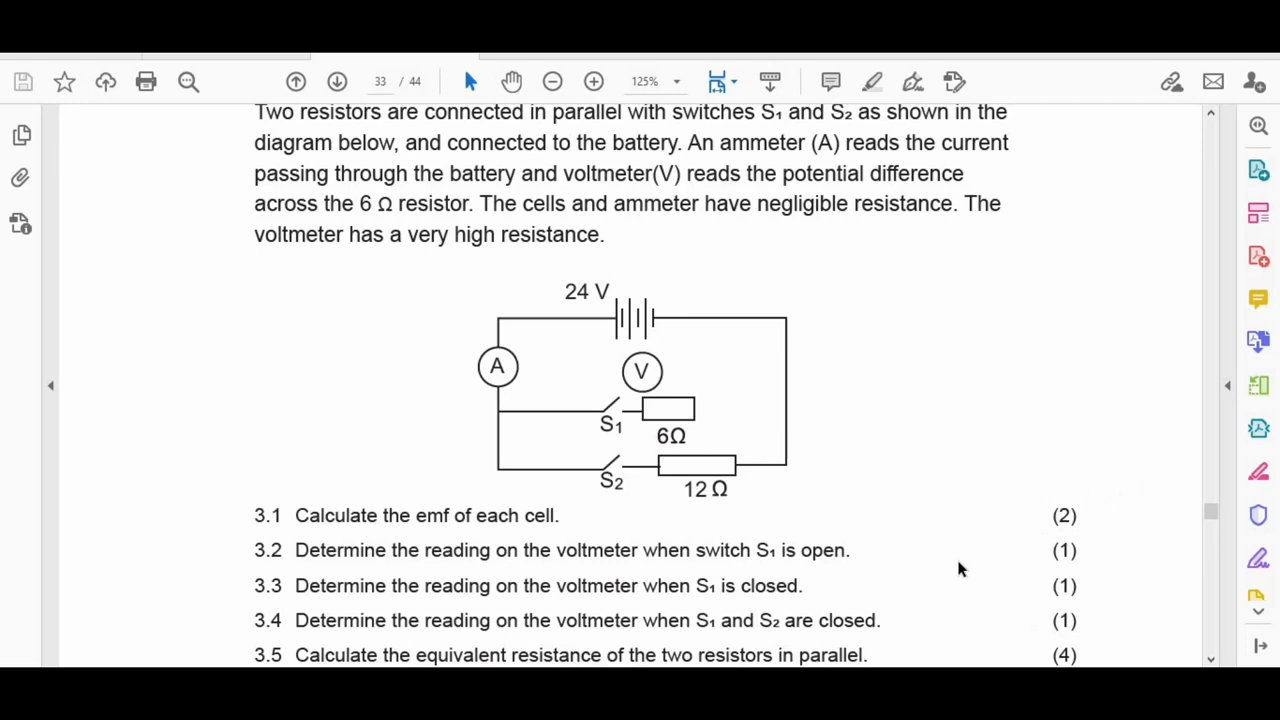 33 / 44
125%
Two resistors are connected in parallel with switches S₁ and S₂ as shown in the
diagram below, and connected to the battery. An ammeter (A) reads the current
passing through the battery and voltmeter(V) reads the potential difference
across the 6 Ω resistor. The cells and ammeter have negligible resistance. The
voltmeter has a very high resistance.
24 V
A
V
S₁
6Ω
S₂
12 Ω
3.1 Calculate the emf of each cell. (2)
3.2 Determine the reading on the voltmeter when switch S₁ is open. (1)
3.3 Determine the reading on the voltmeter when S₁ is closed. (1)
3.4 Determine the reading on the voltmeter when S₁ and S₂ are closed. (1)
3.5 Calculate the equivalent resistance of the two resistors in parallel. (4)